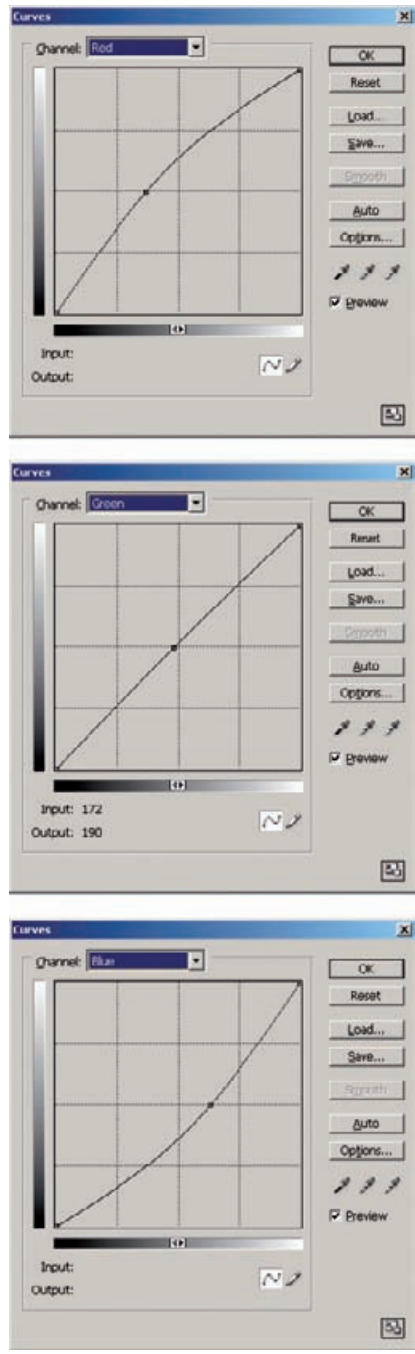 Curves
Channel: Red
OK
Reset
Load...
Save...
Smooth
Auto
Options...
Preview
Input:
Output:
Curves
Channel: Green
OK
Reset
Load...
Save...
Smooth
Auto
Options...
Preview
Input: 172
Output: 190
Curves
Channel: Blue
OK
Reset
Load...
Save...
Smooth
Auto
Options...
Preview
Input:
Output: